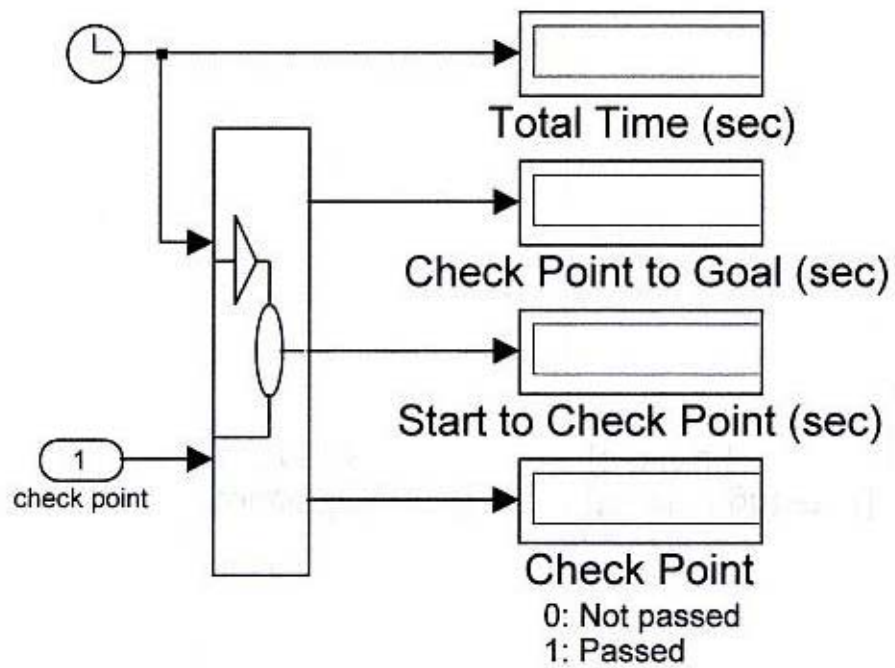 Total Time (sec)
Check Point to Goal (sec)
Start to Check Point (sec)
1
check point
Check Point
0: Not passed
1: Passed